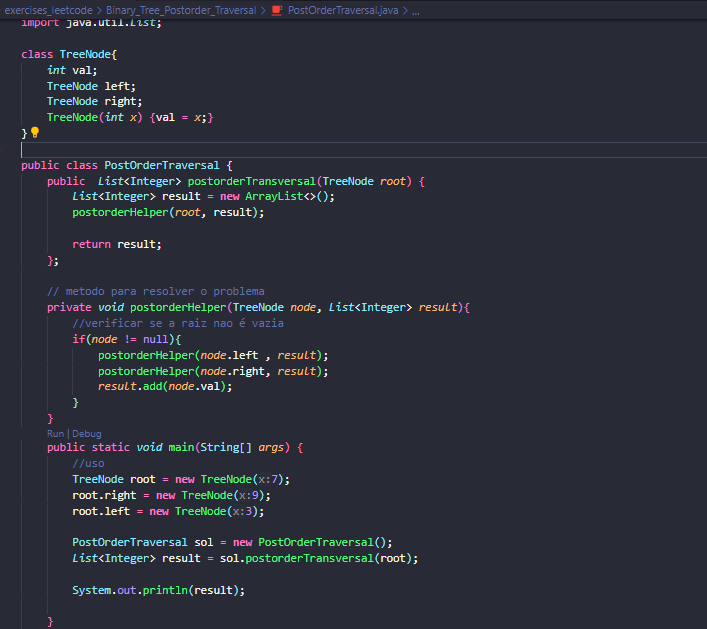 exercises_leetcode > Binary_Tree_Postorder_Traversal > PostOrderTraversal.java > ...
import java.util.List;
class TreeNode{
int val;
TreeNode left;
TreeNode right;
TreeNode(int x) {val = x;}
}
public class PostOrderTraversal {
public  List<Integer> postorderTransversal(TreeNode root) {
List<Integer> result = new ArrayList<>();
postorderHelper(root, result);
return result;
};
// metodo para resolver o problema
private void postorderHelper(TreeNode node, List<Integer> result){
//verificar se a raiz nao é vazia
if(node != null){
postorderHelper(node.left , result);
postorderHelper(node.right, result);
result.add(node.val);
}
}
Run | Debug
public static void main(String[] args) {
//uso
TreeNode root = new TreeNode(x:7);
root.right = new TreeNode(x:9);
root.left = new TreeNode(x:3);
PostOrderTraversal sol = new PostOrderTraversal();
List<Integer> result = sol.postorderTransversal(root);
System.out.println(result);
}